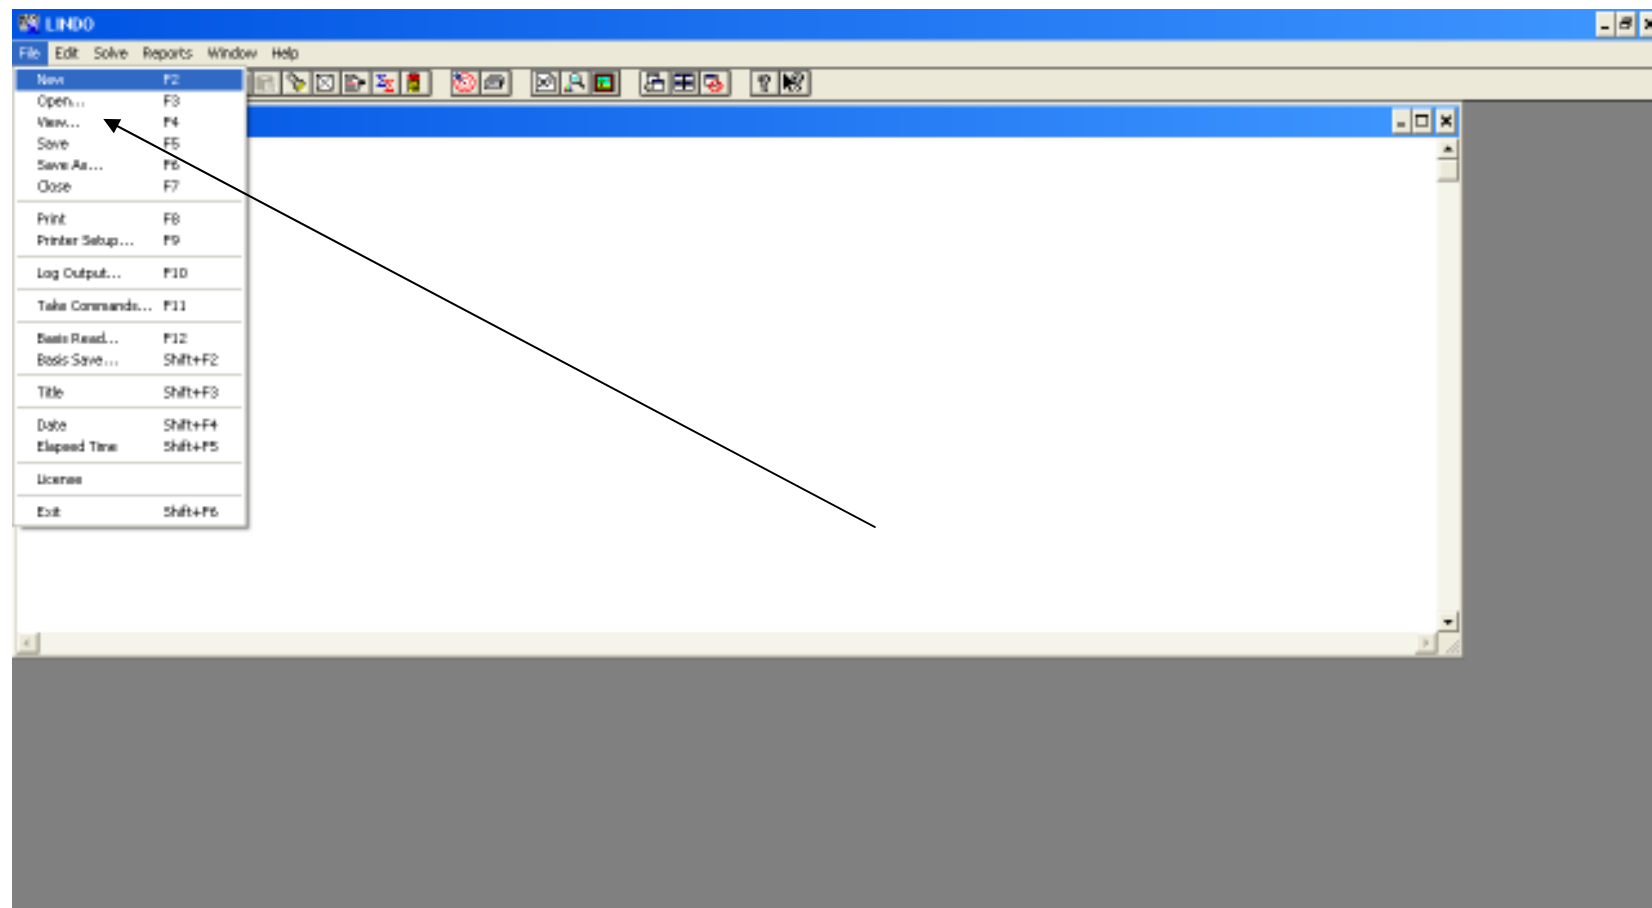 LINDO
File Edit Solve Reports Window Help
New F2
Open... F3
View... F4
Save F5
Save As... F6
Close F7
Print F8
Printer Setup... F9
Log Output... F10
Take Commands... F11
Basis Read... F12
Basis Save... Shift+F2
Title Shift+F3
Date Shift+F4
Elapsed Time Shift+F5
License
Exit Shift+F6